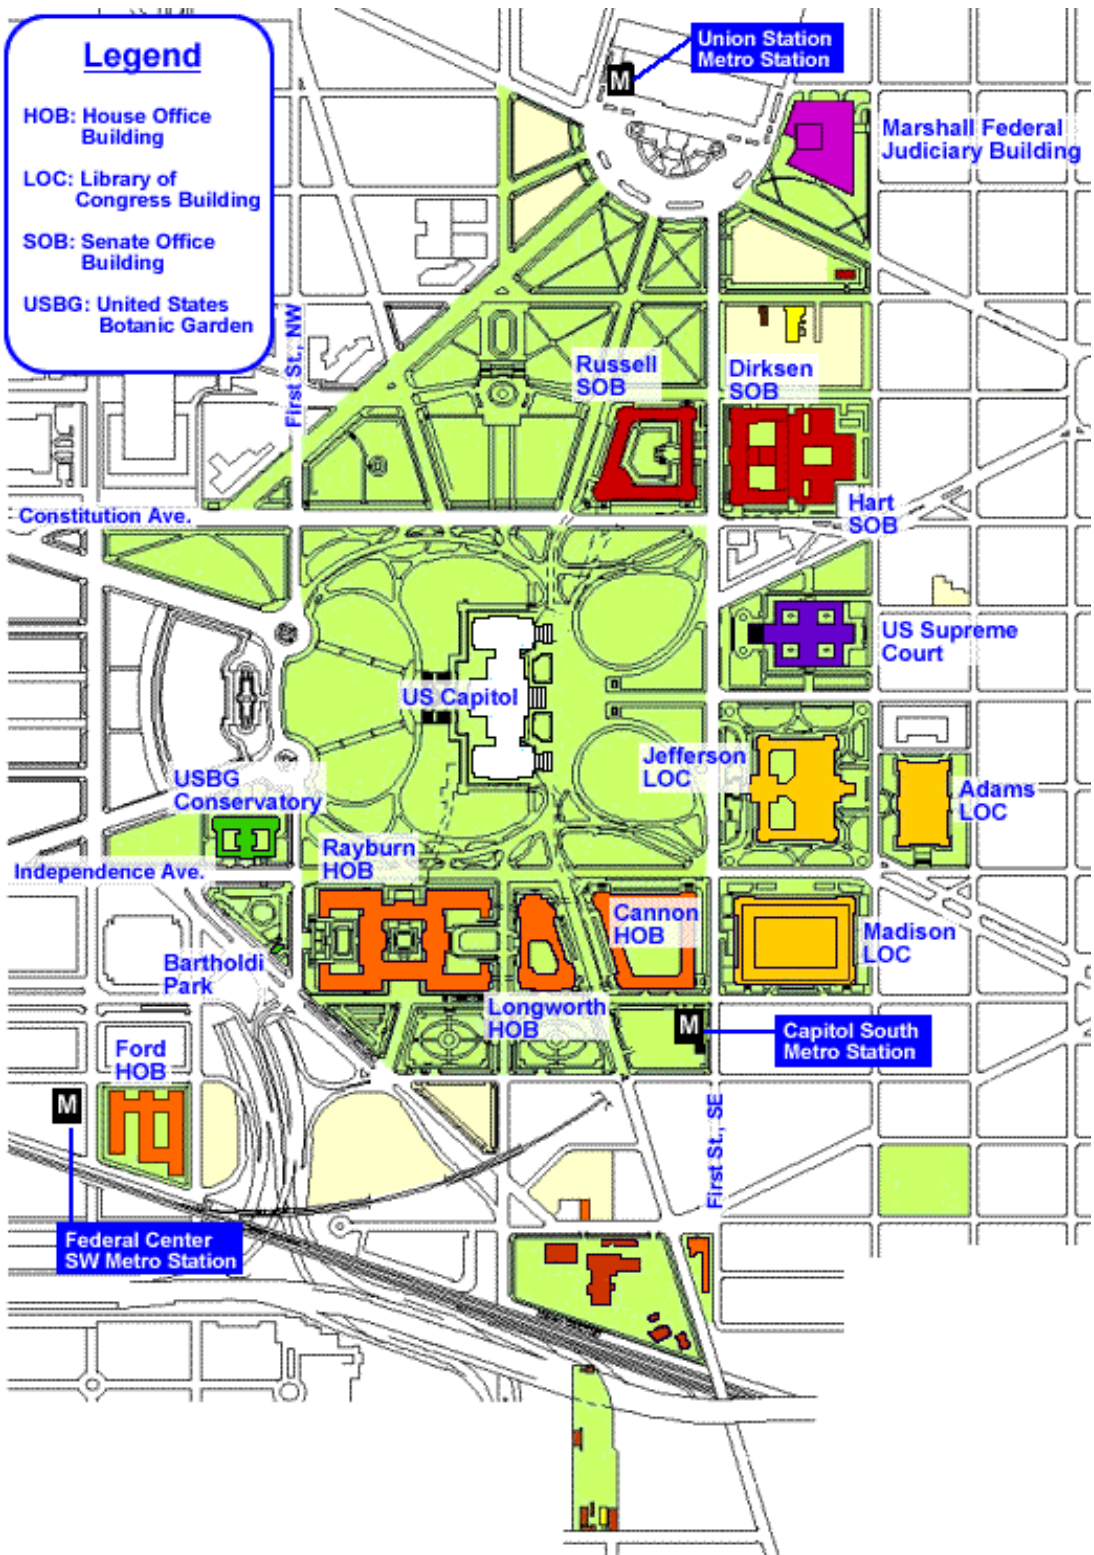 Legend
HOB: House Office
Building
LOC: Library of
Congress Building
SOB: Senate Office
Building
USBG: United States
Botanic Garden
Union Station
Metro Station
M
Marshall Federal
Judiciary Building
First St., NW
Russell
SOB
Dirksen
SOB
Constitution Ave.
Hart
SOB
US Supreme
Court
US Capitol
Jefferson
LOC
USBG
Conservatory
Adams
LOC
Rayburn
HOB
Independence Ave.
Cannon
HOB
Madison
LOC
Bartholdi
Park
Longworth
HOB
M
Capitol South
Metro Station
Ford
HOB
M
First St., SE
Federal Center
SW Metro Station